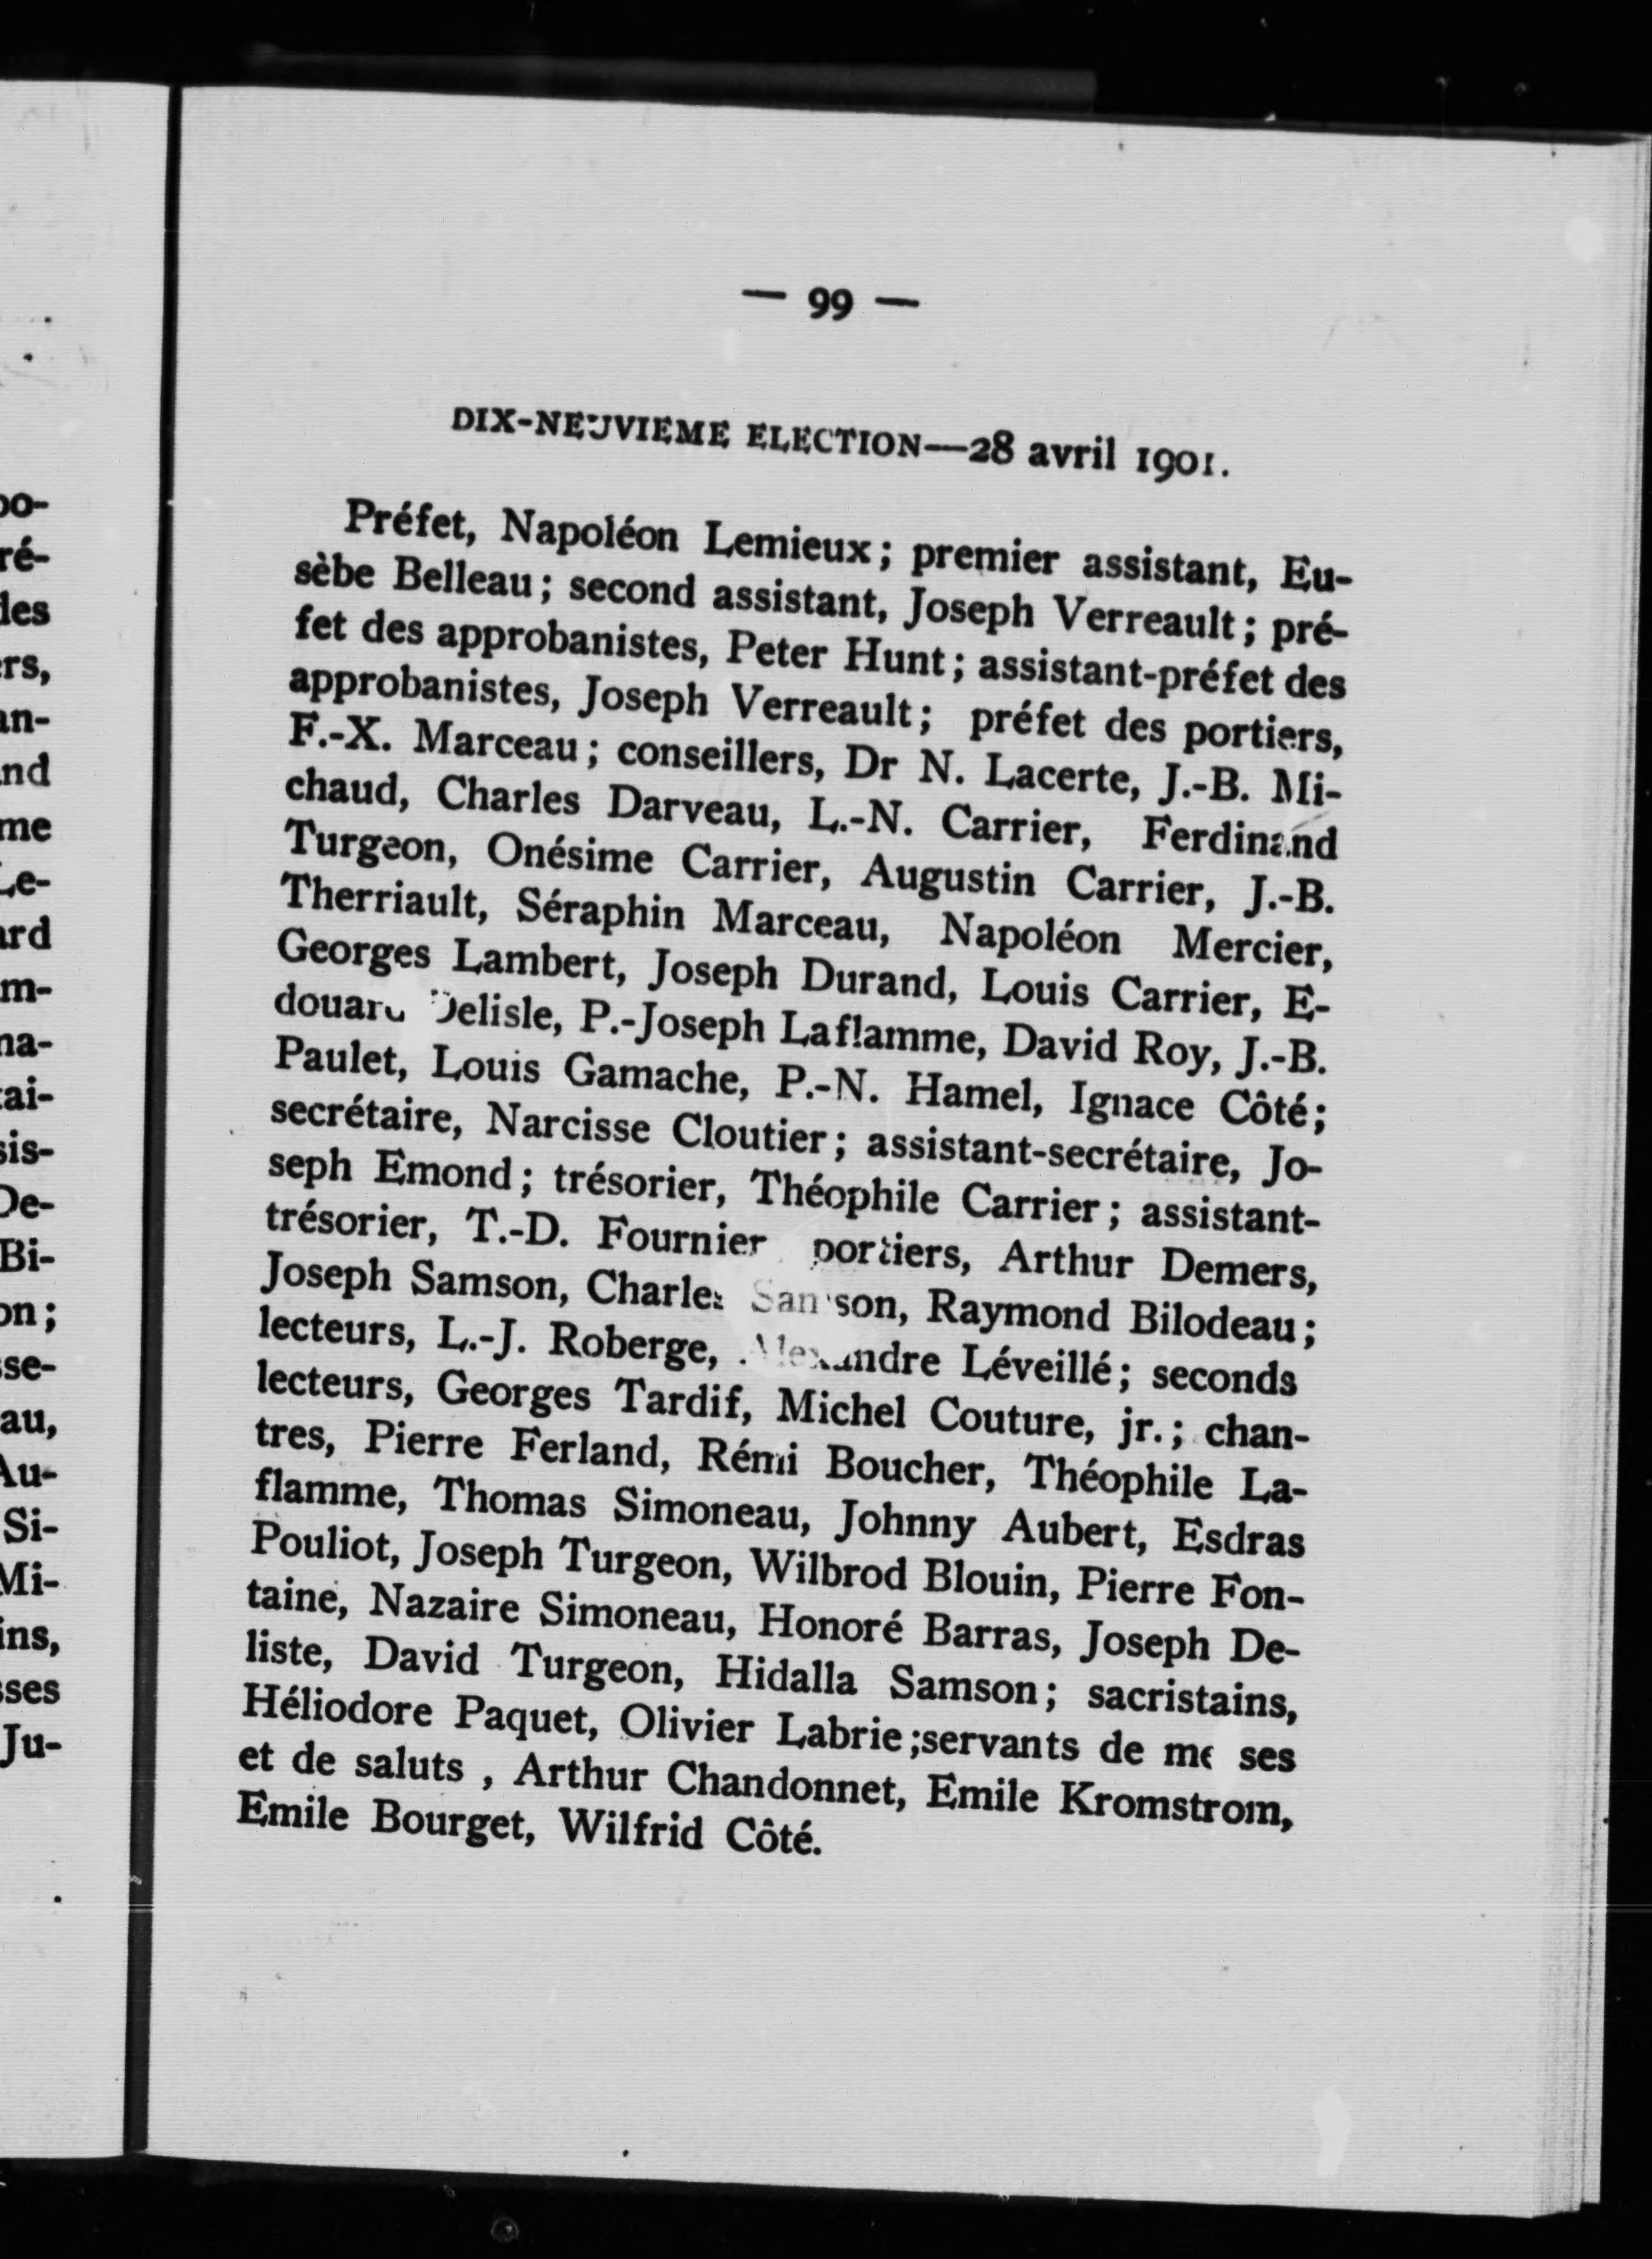 — 99 —
DIX-NEUVIEME ELECTION—28 avril 1901.
Préfet, Napoléon Lemieux; premier assistant, Eu-
sèbe Belleau; second assistant, Joseph Verreault; pré-
fet des approbanistes, Peter Hunt; assistant-préfet des
approbanistes, Joseph Verreault; préfet des portiers,
F.-X. Marceau; conseillers, Dr N. Lacerte, J.-B. Mi-
chaud, Charles Darveau, L.-N. Carrier, Ferdinand
Turgeon, Onésime Carrier, Augustin Carrier, J.-B.
Therriault, Séraphin Marceau, Napoléon Mercier,
Georges Lambert, Joseph Durand, Louis Carrier, E-
douard Delisle, P.-Joseph Laflamme, David Roy, J.-B.
Paulet, Louis Gamache, P.-N. Hamel, Ignace Côté;
secrétaire, Narcisse Cloutier; assistant-secrétaire, Jo-
seph Emond; trésorier, Théophile Carrier; assistant-
trésorier, T.-D. Fournier portiers, Arthur Demers,
Joseph Samson, Charles Samson, Raymond Bilodeau;
lecteurs, L.-J. Roberge, Alexandre Léveillé; seconds
lecteurs, Georges Tardif, Michel Couture, jr.; chan-
tres, Pierre Ferland, Rémi Boucher, Théophile La-
flamme, Thomas Simoneau, Johnny Aubert, Esdras
Pouliot, Joseph Turgeon, Wilbrod Blouin, Pierre Fon-
taine, Nazaire Simoneau, Honoré Barras, Joseph De-
liste, David Turgeon, Hidalla Samson; sacristains,
Héliodore Paquet, Olivier Labrie ;servants de me ses
et de saluts , Arthur Chandonnet, Emile Kromstrom,
Emile Bourget, Wilfrid Côté.